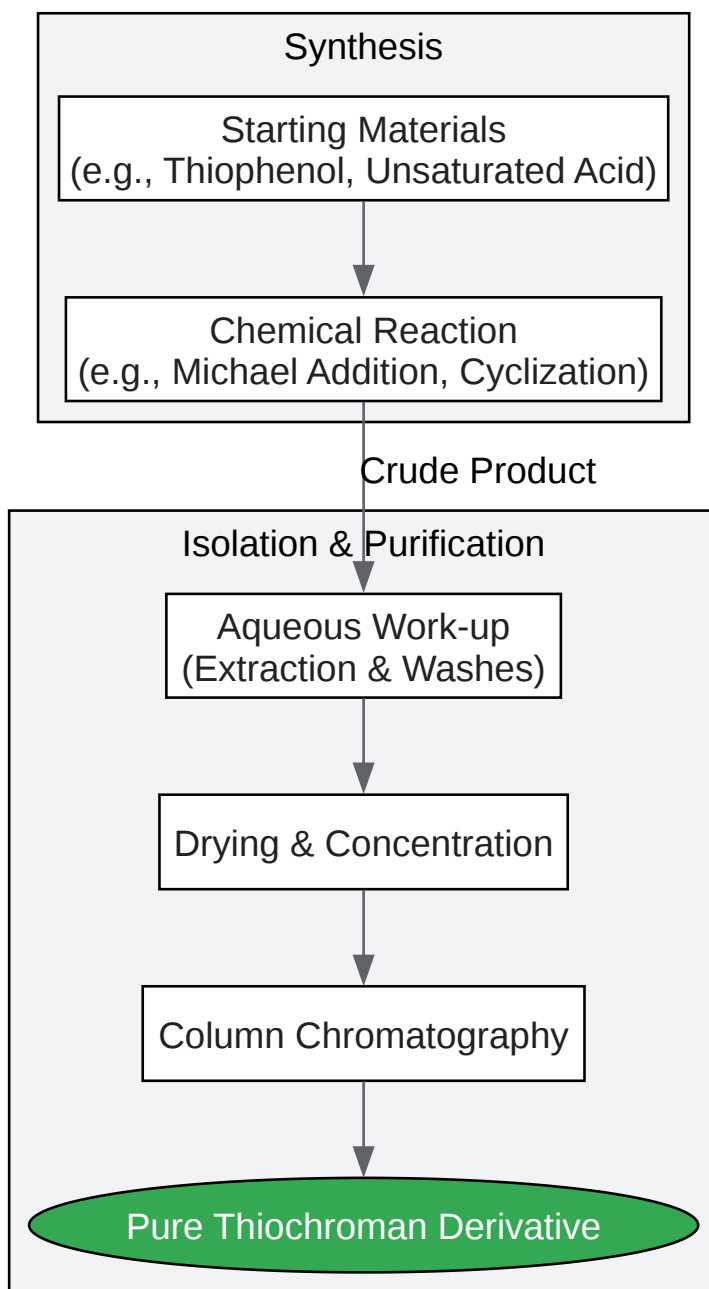 Synthesis
Starting Materials
(e.g., Thiophenol, Unsaturated Acid)
Chemical Reaction
(e.g., Michael Addition, Cyclization)
Crude Product
Isolation & Purification
Aqueous Work-up
(Extraction & Washes)
Drying & Concentration
Column Chromatography
Pure Thiochroman Derivative